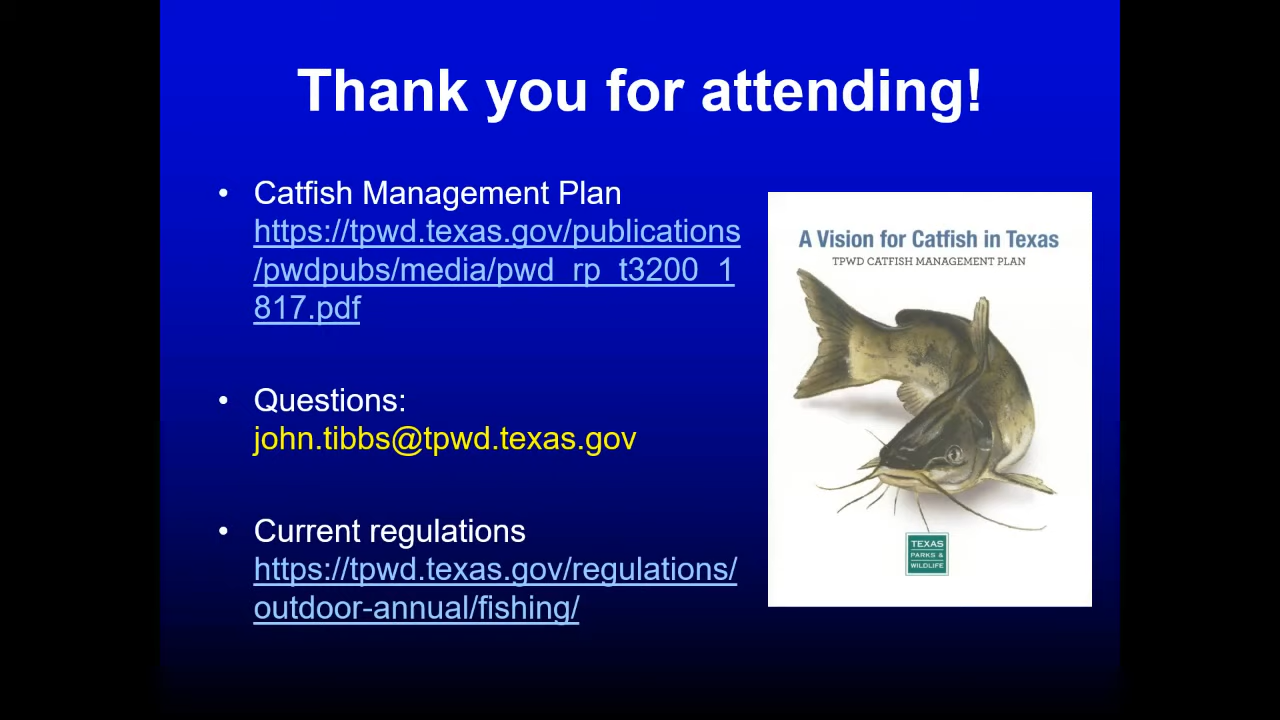 Thank you for attending!
• Catfish Management Plan
https://tpwd.texas.gov/publications
/pwdpubs/media/pwd_rp_t3200_1
817.pdf
• Questions:
john.tibbs@tpwd.texas.gov
• Current regulations
https://tpwd.texas.gov/regulations/
outdoor-annual/fishing/
A Vision for Catfish in Texas
TPWD CATFISH MANAGEMENT PLAN
TEXAS
PARKS &
WILDLIFE